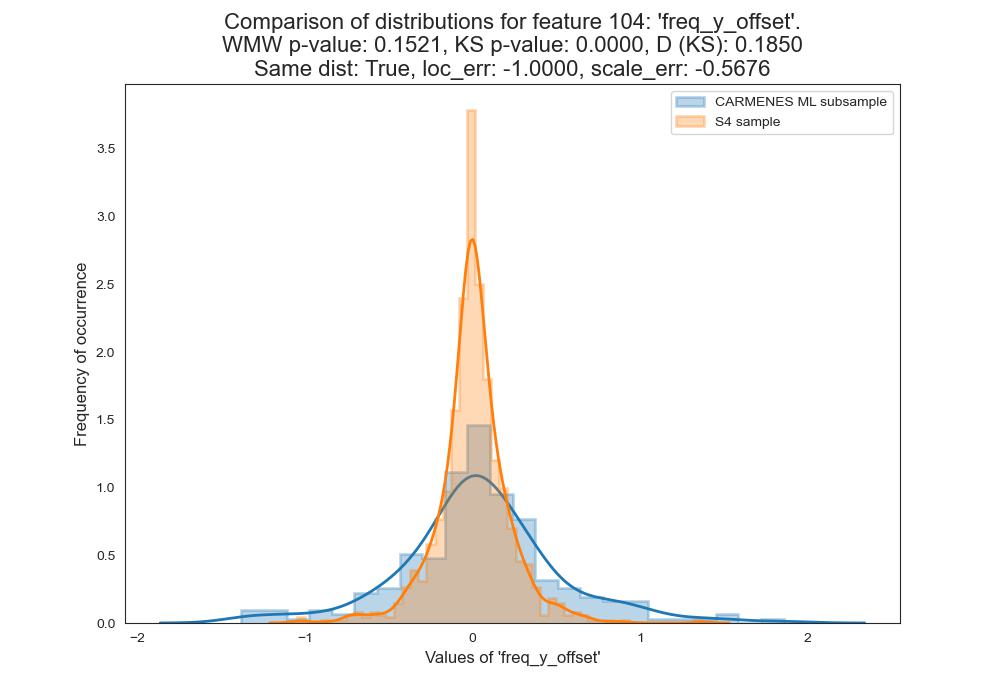 Comparison of distributions for feature 104: 'freq_y_offset'.
WMW p-value: 0.1521, KS p-value: 0.0000, D (KS): 0.1850
Same dist: True, loc_err: -1.0000, scale_err: -0.5676
CARMENES ML subsample
S4 sample
3.5
3.0
2.5
2.0
1.5
1.0
0.5
0.0
Frequency of occurrence
−2
−1
0
1
2
Values of 'freq_y_offset'